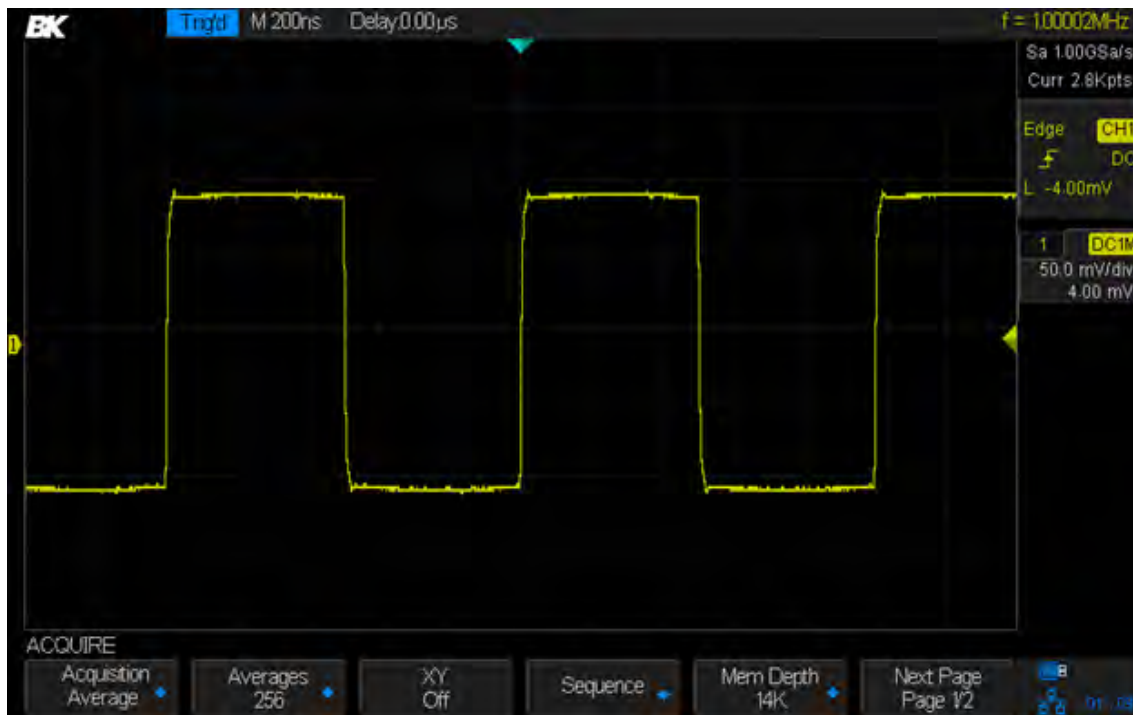 BK Trig'd M 200ns Delay:0.00µs f = 1.00002MHz
Sa 1.00GSa/s
Curr 2.8Kpts
Edge CH1
DC
L -4.00mV
1 DC1M
50.0 mV/div
4.00 mV
1
ACQUIRE
Acquisition
Average
Averages
256
XY
Off
Sequence
Mem Depth
14K
Next Page
Page 1/2